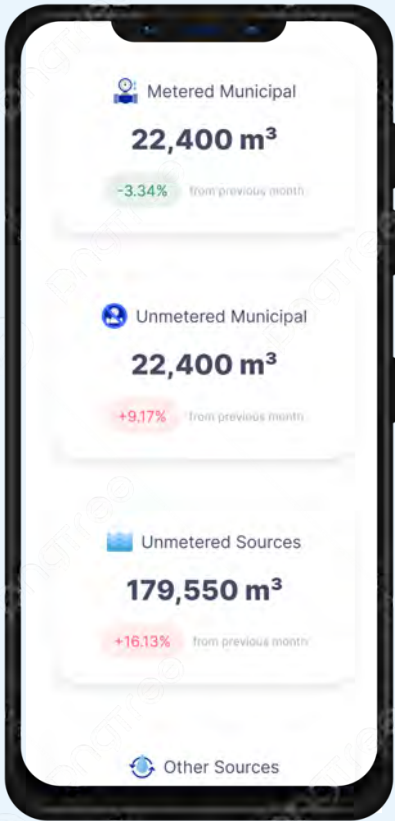 Metered Municipal
22,400 m³
-3.34% from previous month
Unmetered Municipal
22,400 m³
+9.17% from previous month
Unmetered Sources
179,550 m³
+16.13% from previous month
Other Sources